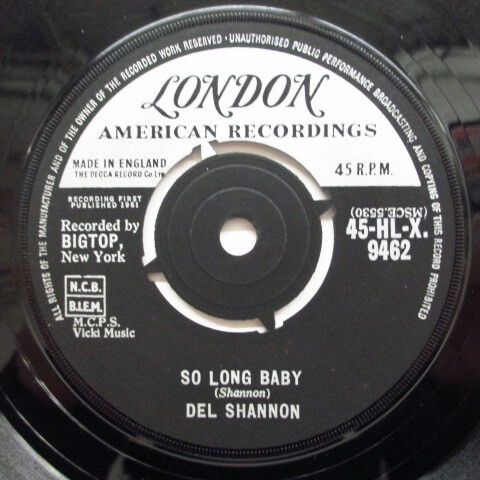 ALL RIGHTS OF THE MANUFACTURER AND OF THE OWNER OF THE RECORDED WORK RESERVED · UNAUTHORISED PUBLIC PERFORMANCE BROADCASTING AND COPYING OF THIS RECORD PROHIBITED
LONDON
AMERICAN RECORDINGS
MADE IN ENGLAND
THE DECCA RECORD Co LTD
45 R.P.M.
RECORDING FIRST
PUBLISHED 1961
Recorded by
BIGTOP,
New York
(MSCE.5530)
45-HL-X.
9462
N.C.B.
B.I.E.M.
M.C.P.S.
Vicki Music
SO LONG BABY
(Shannon)
DEL SHANNON